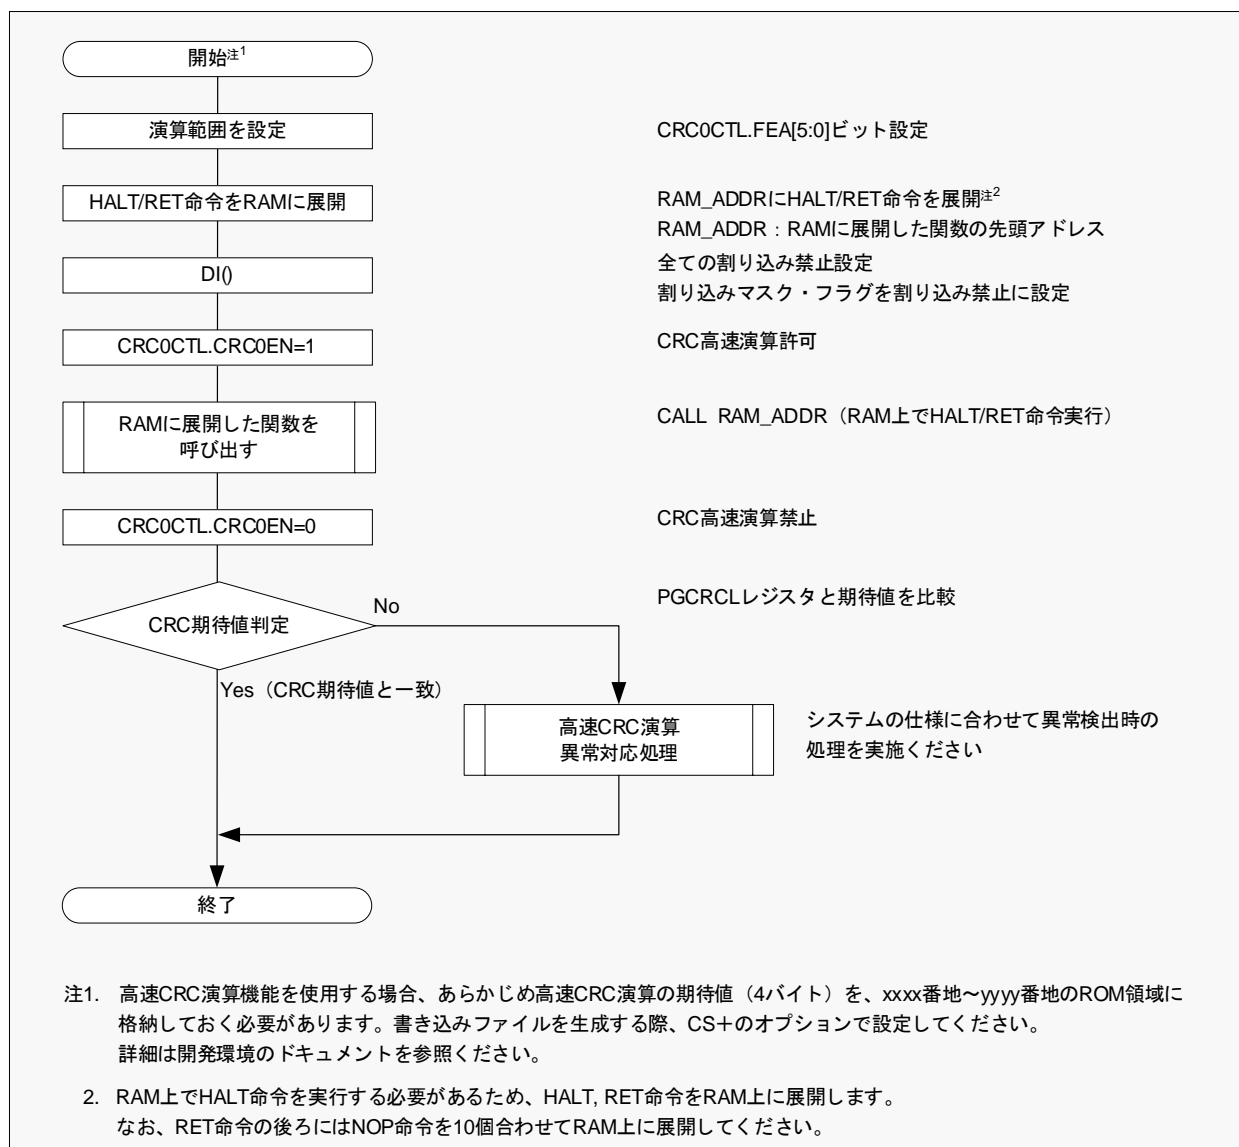 開始注1
演算範囲を設定
CRC0CTL.FEA[5:0]ビット設定
HALT/RET命令をRAMに展開
RAM_ADDRにHALT/RET命令を展開注2
RAM_ADDR：RAMに展開した関数の先頭アドレス
DI()
全ての割り込み禁止設定
割り込みマスク・フラグを割り込み禁止に設定
CRC0CTL.CRC0EN=1
CRC高速演算許可
RAMに展開した関数を
呼び出す
CALL RAM_ADDR（RAM上でHALT/RET命令実行）
CRC0CTL.CRC0EN=0
CRC高速演算禁止
CRC期待値判定
No
PGCRCLレジスタと期待値を比較
Yes（CRC期待値と一致）
高速CRC演算
異常対応処理
システムの仕様に合わせて異常検出時の
処理を実施ください
終了
注1. 高速CRC演算機能を使用する場合、あらかじめ高速CRC演算の期待値（4バイト）を、xxxx番地～yyyy番地のROM領域に
格納しておく必要があります。書き込みファイルを生成する際、CS＋のオプションで設定してください。
詳細は開発環境のドキュメントを参照ください。
2. RAM上でHALT命令を実行する必要があるため、HALT, RET命令をRAM上に展開します。
なお、RET命令の後ろにはNOP命令を10個合わせてRAM上に展開してください。